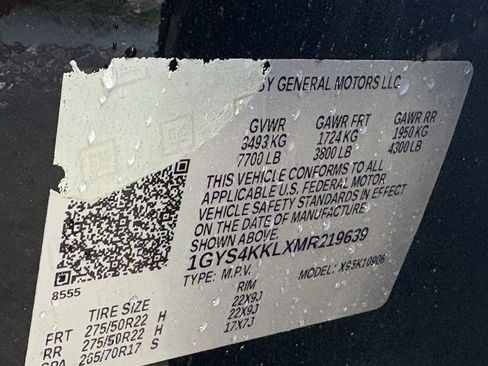 BY GENERAL MOTORS LLC
GVWR GAWR FRT GAWR RR
3493 KG 1724 KG 1950 KG
7700 LB 3800 LB 4300 LB
THIS VEHICLE CONFORMS TO ALL
APPLICABLE U.S. FEDERAL MOTOR
VEHICLE SAFETY STANDARDS IN EFFECT
ON THE DATE OF MANUFACTURE
SHOWN ABOVE.
1GYS4KKLXMR219639
TYPE: M.P.V. MODEL: XG5K10906
8555
TIRE SIZE RIM
FRT 275/50R22 H 22X9J
RR 275/50R22 H 22X9J
SPA 265/70R17 S 17X7J